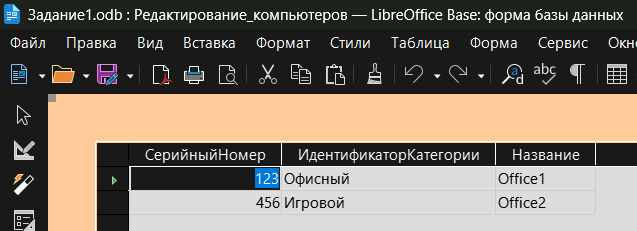 Задание1.odb : Редактирование_компьютеров — LibreOffice Base: форма базы данных
Файл Правка Вид Вставка Формат Стили Таблица Форма Сервис Окно
abc
СерийныйНомер ИдентификаторКатегории Название
123 Офисный Office1
456 Игровой Office2